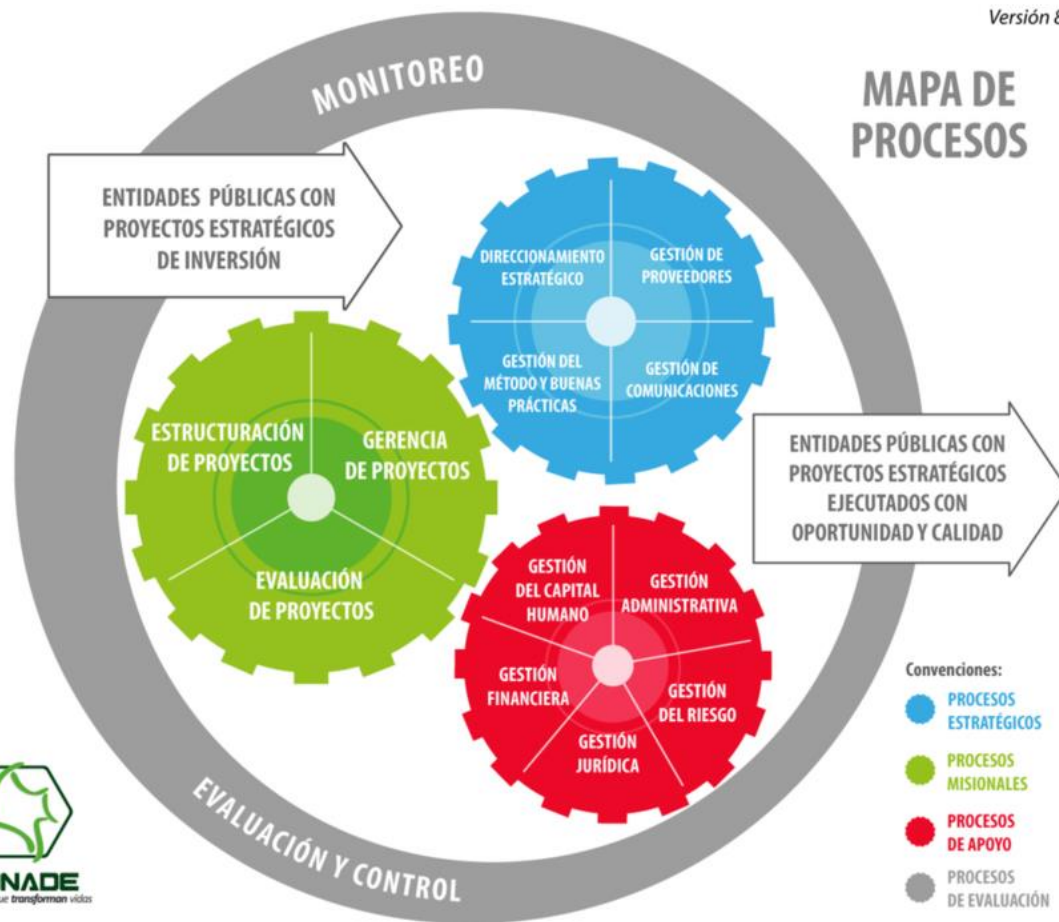 Versión 8
MAPA DE
PROCESOS
MONITOREO
ENTIDADES PÚBLICAS CON
PROYECTOS ESTRATÉGICOS
DE INVERSIÓN
DIRECCIONAMIENTO
ESTRATÉGICO
GESTIÓN DE
PROVEEDORES
GESTIÓN DEL
MÉTODO Y BUENAS
PRÁCTICAS
GESTIÓN DE
COMUNICACIONES
ESTRUCTURACIÓN
DE PROYECTOS
GERENCIA
DE PROYECTOS
EVALUACIÓN
DE PROYECTOS
ENTIDADES PÚBLICAS CON
PROYECTOS ESTRATÉGICOS
EJECUTADOS CON
OPORTUNIDAD Y CALIDAD
GESTIÓN
DEL CAPITAL
HUMANO
GESTIÓN
ADMINISTRATIVA
GESTIÓN
FINANCIERA
GESTIÓN
DEL RIESGO
GESTIÓN
JURÍDICA
EVALUACIÓN Y CONTROL
Convenciones:
PROCESOS
ESTRATÉGICOS
PROCESOS
MISIONALES
PROCESOS
DE APOYO
PROCESOS
DE EVALUACIÓN
NADE
ue transforman vidas